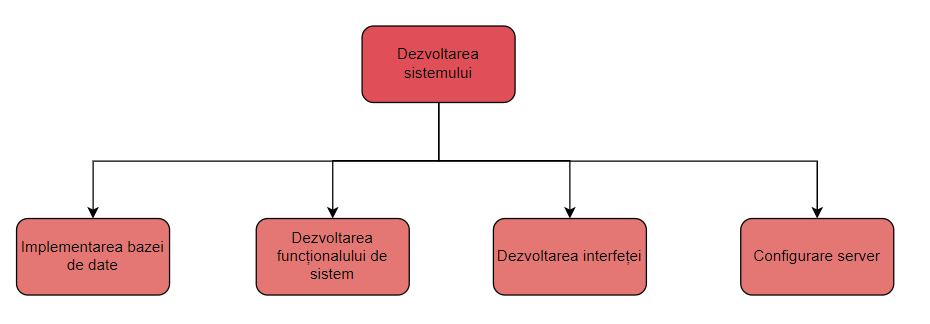 Dezvoltarea
sistemului
Implementarea bazei
de date
Dezvoltarea
funcționalului de
sistem
Dezvoltarea interfeței
Configurare server